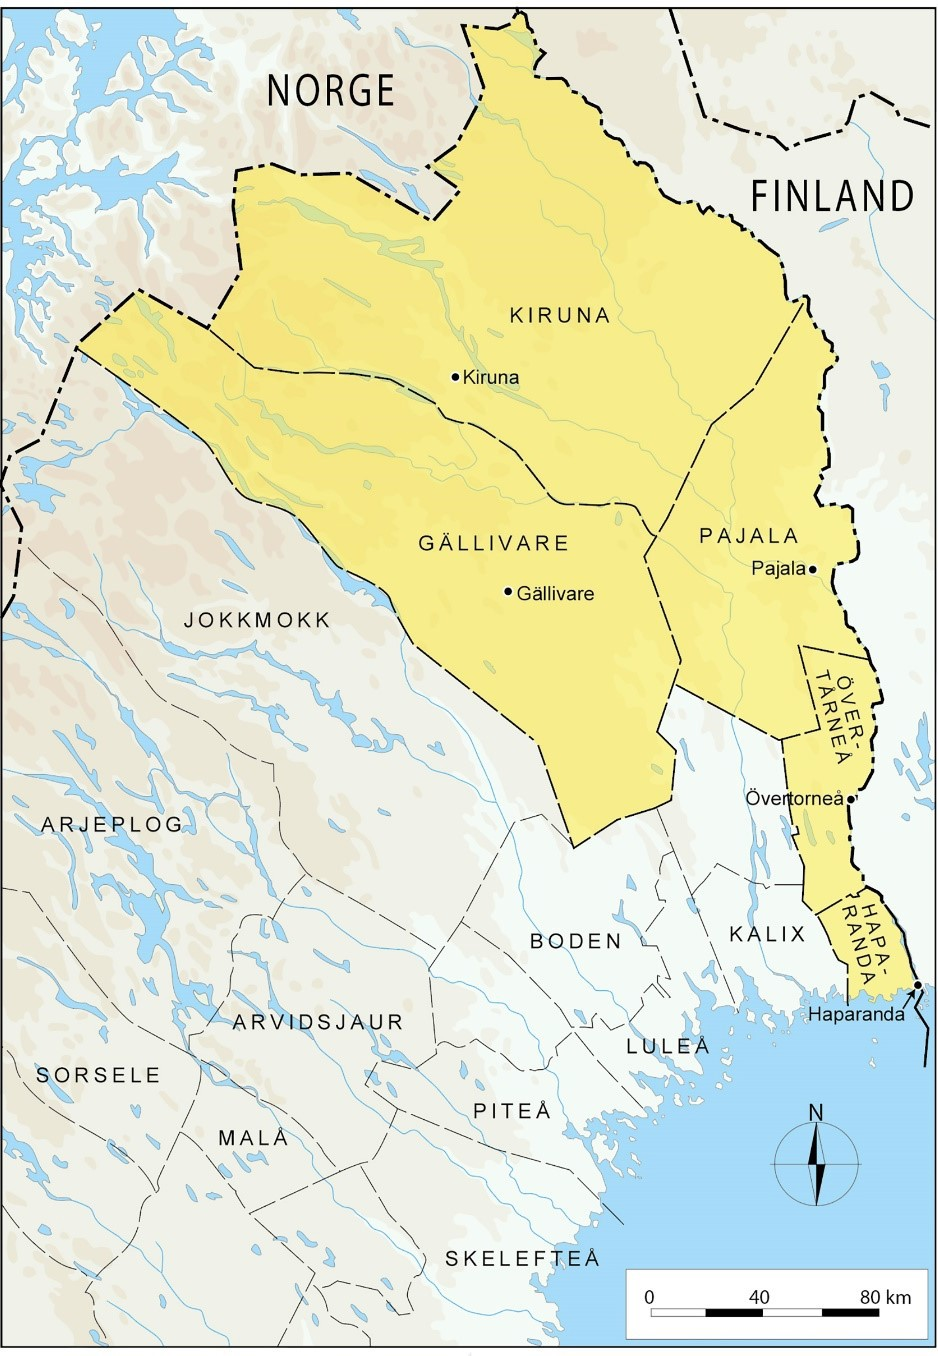 NORGE
FINLAND
KIRUNA
Kiruna
GÄLLIVARE
PAJALA
Pajala
Gällivare
JOKKMOKK
ÖVER-
TÅRNEÅ
Övertorneå
ARJEPLOG
HAPA-
RANDA
BODEN
KALIX
Haparanda
ARVIDSJAUR
LULEÅ
SORSELE
PITEÅ
MALÅ
N
SKELEFTEÅ
0 40 80 km